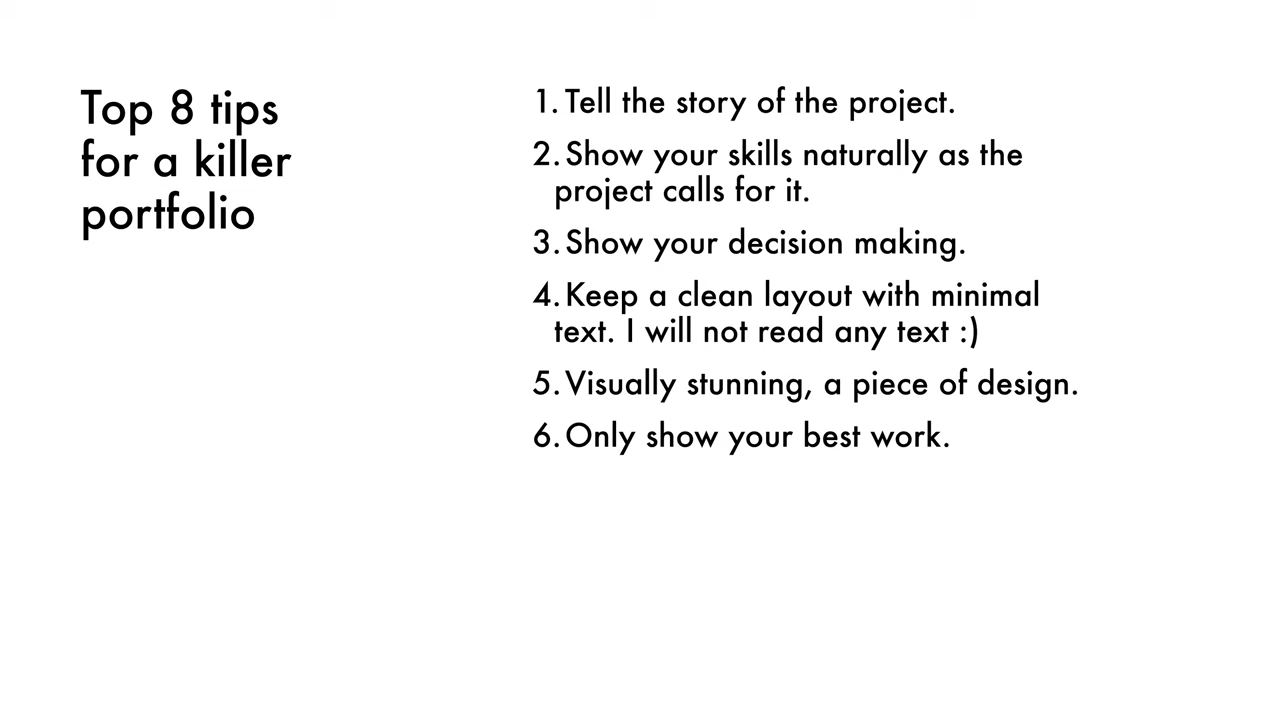 Top 8 tips
for a killer
portfolio
1. Tell the story of the project.
2. Show your skills naturally as the
project calls for it.
3. Show your decision making.
4. Keep a clean layout with minimal
text. I will not read any text :)
5. Visually stunning, a piece of design.
6. Only show your best work.